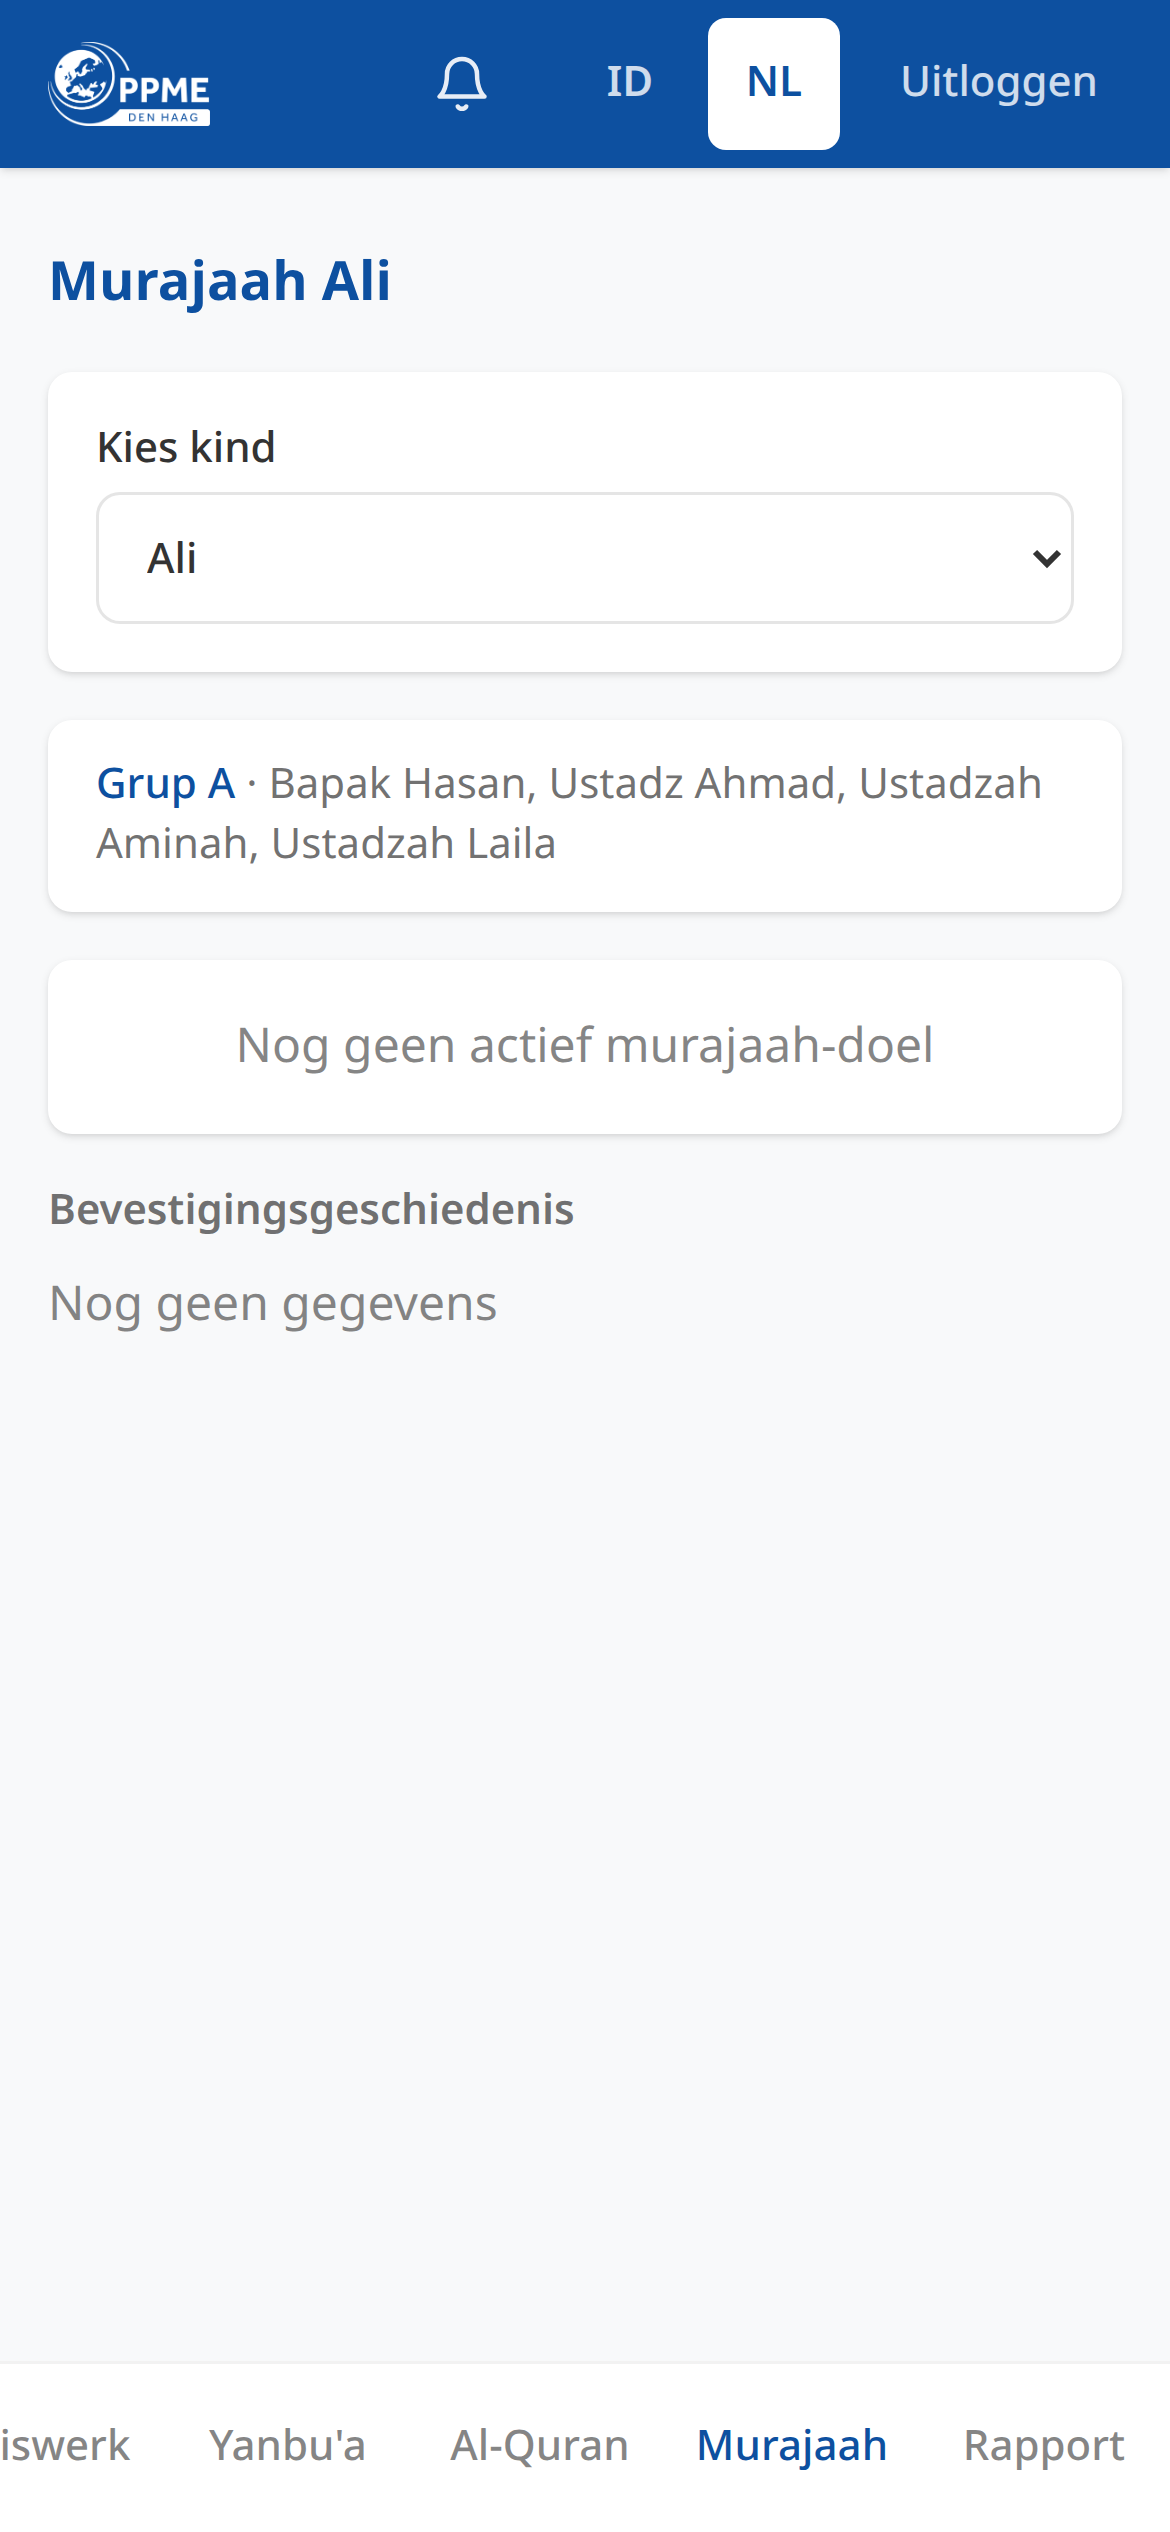 PPME
DEN HAAG
ID
NL
Uitloggen
Murajaah Ali
Kies kind
Ali
Grup A · Bapak Hasan, Ustadz Ahmad, Ustadzah
Aminah, Ustadzah Laila
Nog geen actief murajaah-doel
Bevestigingsgeschiedenis
Nog geen gegevens
iswerk
Yanbu'a
Al-Quran
Murajaah
Rapport